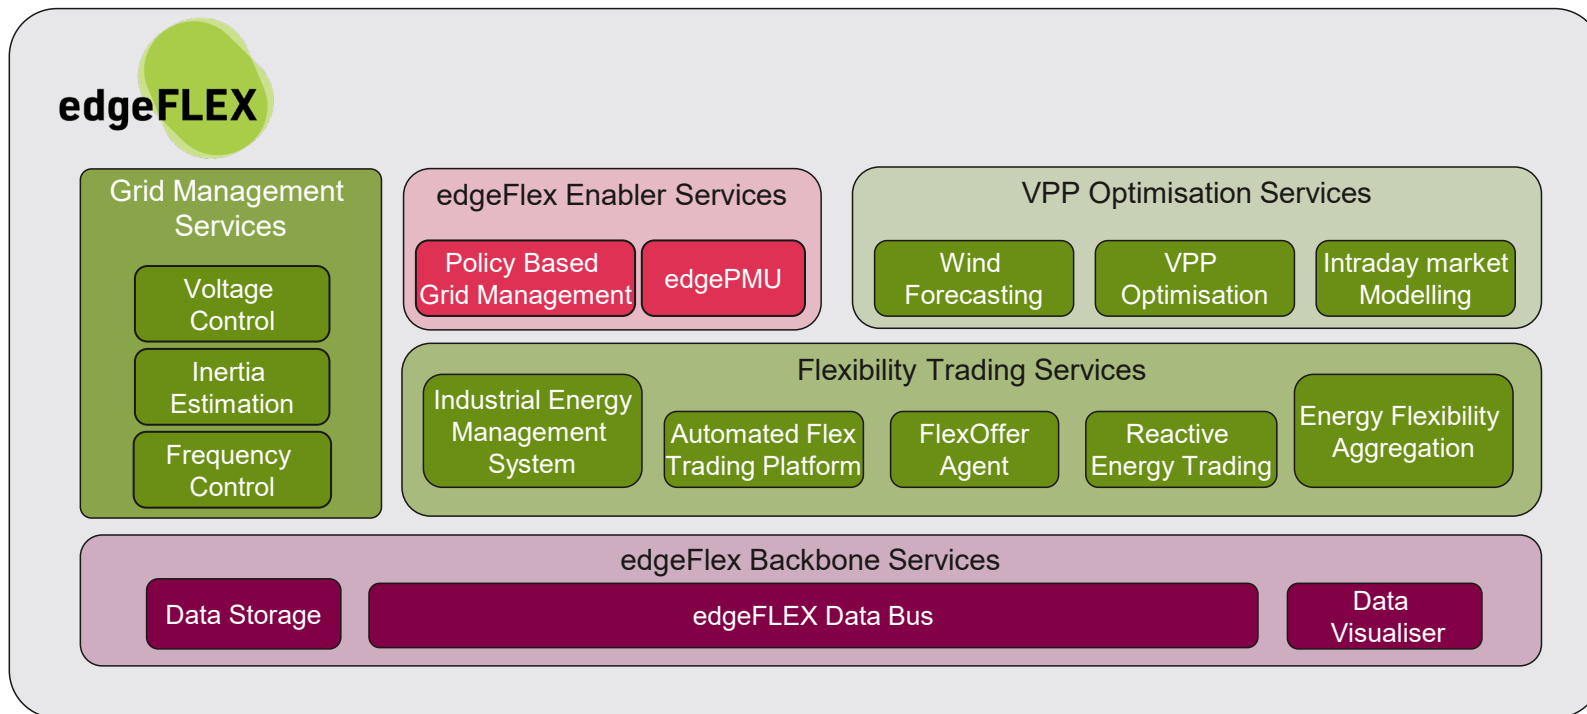 edgeFLEX
Grid Management
Services
Voltage
Control
Inertia
Estimation
Frequency
Control
edgeFlex Enabler Services
Policy Based
Grid Management
edgePMU
VPP Optimisation Services
Wind
Forecasting
VPP
Optimisation
Intraday market
Modelling
Flexibility Trading Services
Industrial Energy
Management
System
Automated Flex
Trading Platform
FlexOffer
Agent
Reactive
Energy Trading
Energy Flexibility
Aggregation
edgeFlex Backbone Services
Data Storage
edgeFLEX Data Bus
Data
Visualiser